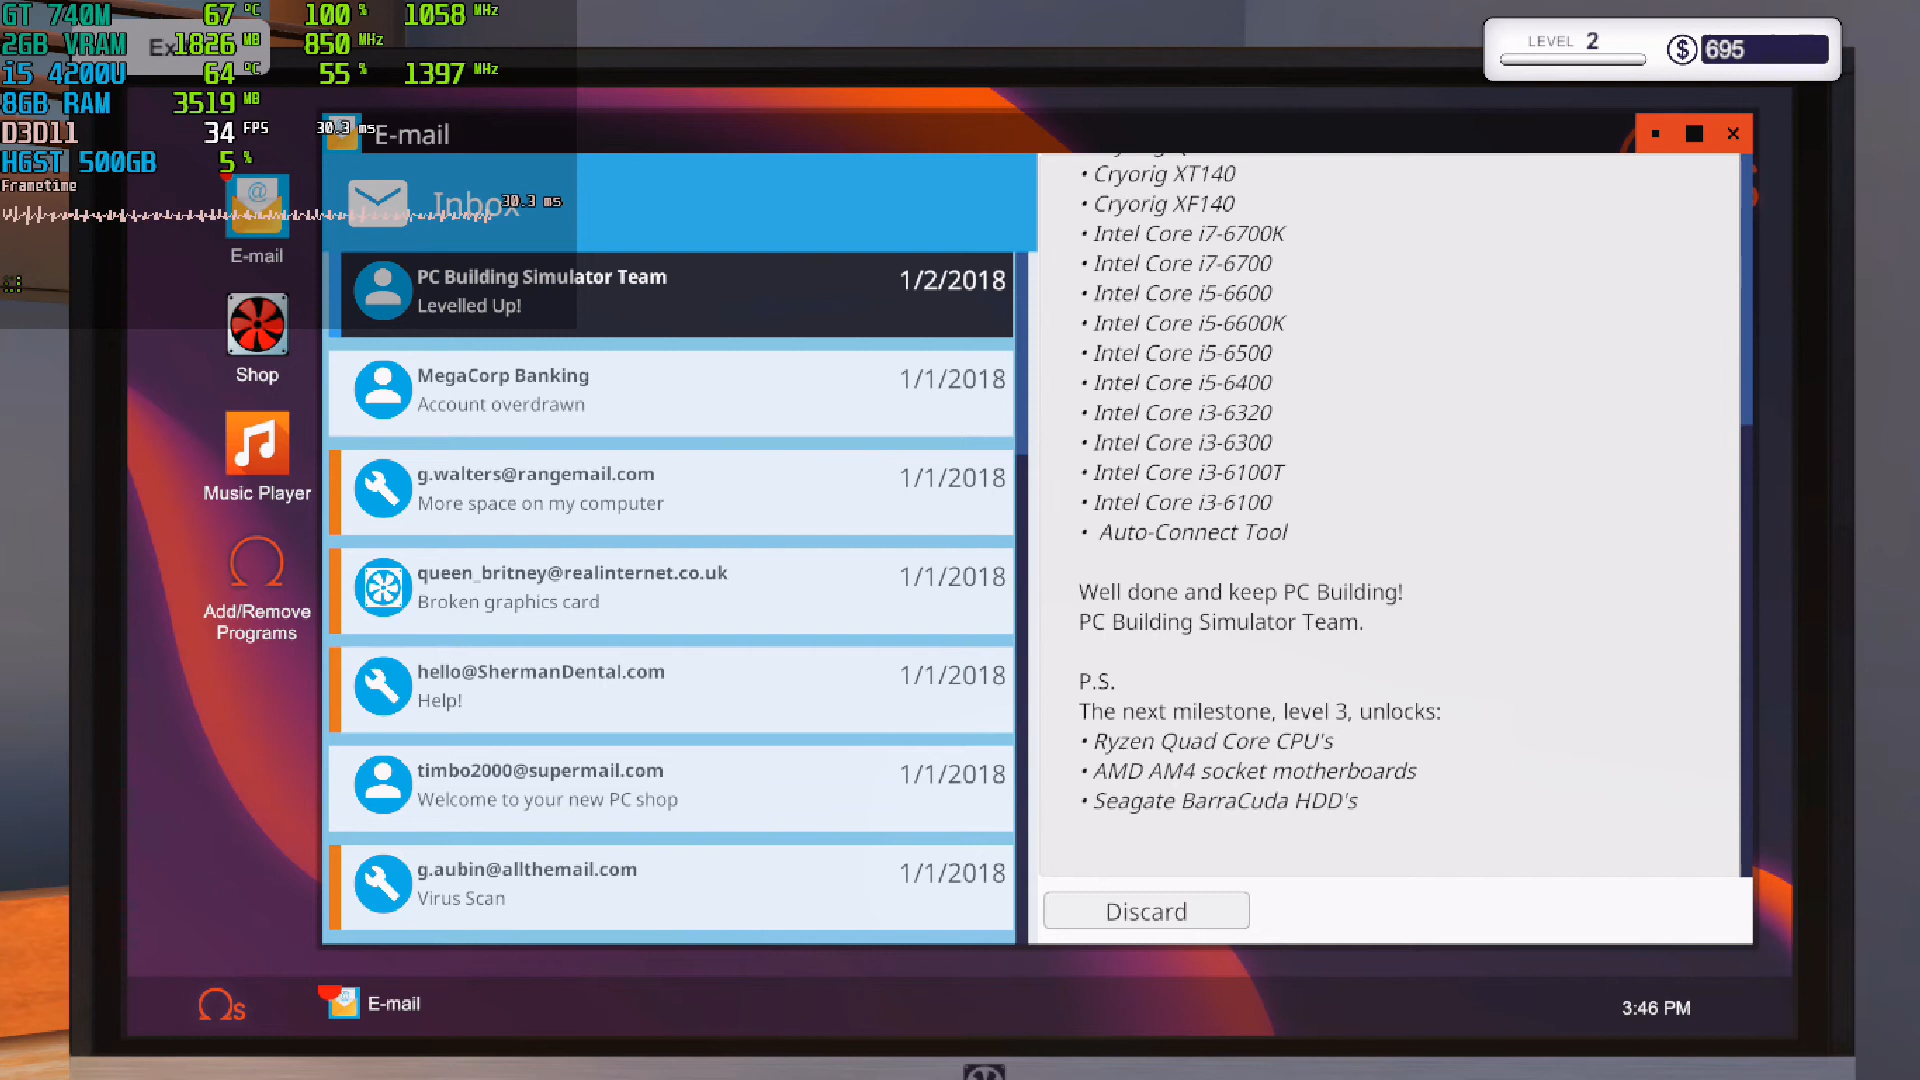 GT 740M 67 °C 100 % 1058 MHz
2GB VRAM 1826 MB 850 MHz
i5 4200U 64 °C 55 % 1397 MHz
8GB RAM 3519 MB
D3D11 34 FPS 30.3 ms
HGST 500GB 5 %
Frametime
30.3 ms
LEVEL 2
$ 695
E-mail
Inbox
E-mail
Shop
Music Player
Add/Remove
Programs
PC Building Simulator Team 1/2/2018
Levelled Up!
MegaCorp Banking 1/1/2018
Account overdrawn
g.walters@rangemail.com 1/1/2018
More space on my computer
queen_britney@realinternet.co.uk 1/1/2018
Broken graphics card
hello@ShermanDental.com 1/1/2018
Help!
timbo2000@supermail.com 1/1/2018
Welcome to your new PC shop
g.aubin@allthemail.com 1/1/2018
Virus Scan
• Cryorig XT140
• Cryorig XF140
• Intel Core i7-6700K
• Intel Core i7-6700
• Intel Core i5-6600
• Intel Core i5-6600K
• Intel Core i5-6500
• Intel Core i5-6400
• Intel Core i3-6320
• Intel Core i3-6300
• Intel Core i3-6100T
• Intel Core i3-6100
• Auto-Connect Tool
Well done and keep PC Building!
PC Building Simulator Team.
P.S.
The next milestone, level 3, unlocks:
• Ryzen Quad Core CPU's
• AMD AM4 socket motherboards
• Seagate BarraCuda HDD's
Discard
Ωs
E-mail
3:46 PM